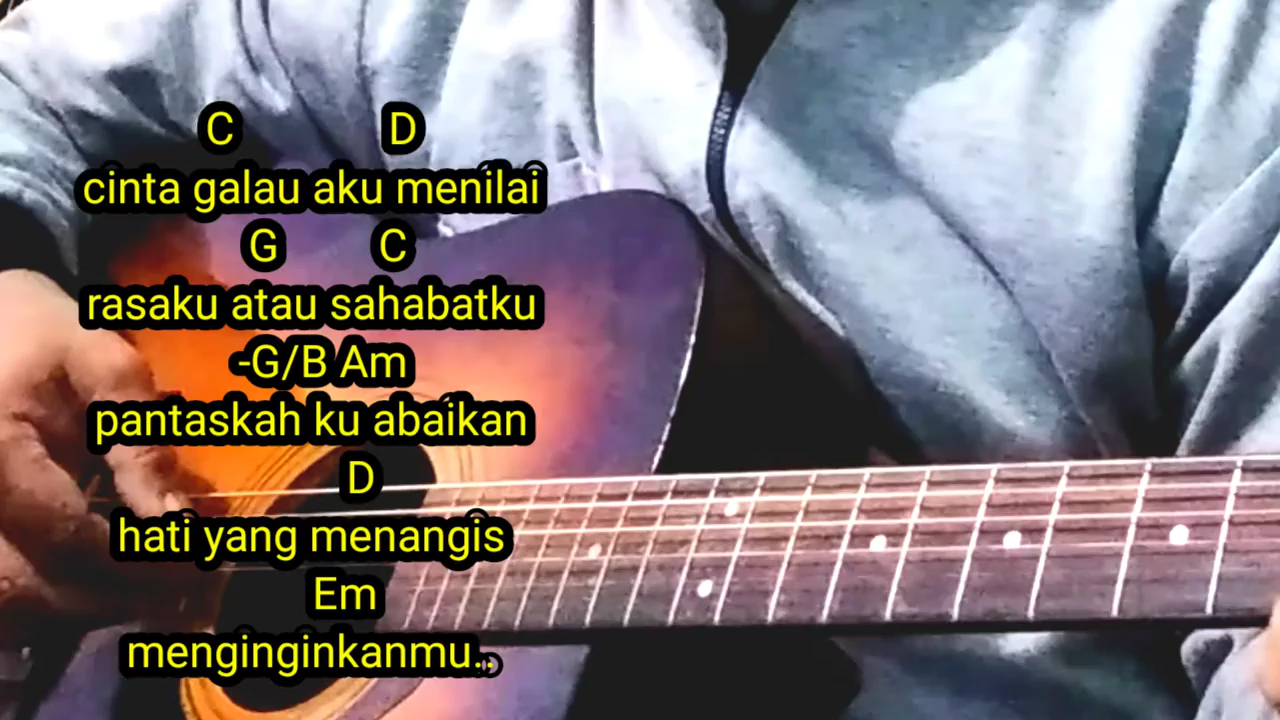 C D
cinta galau aku menilai
G C
rasaku atau sahabatku
-G/B Am
pantaskah ku abaikan
D
hati yang menangis
Em
menginginkanmu..